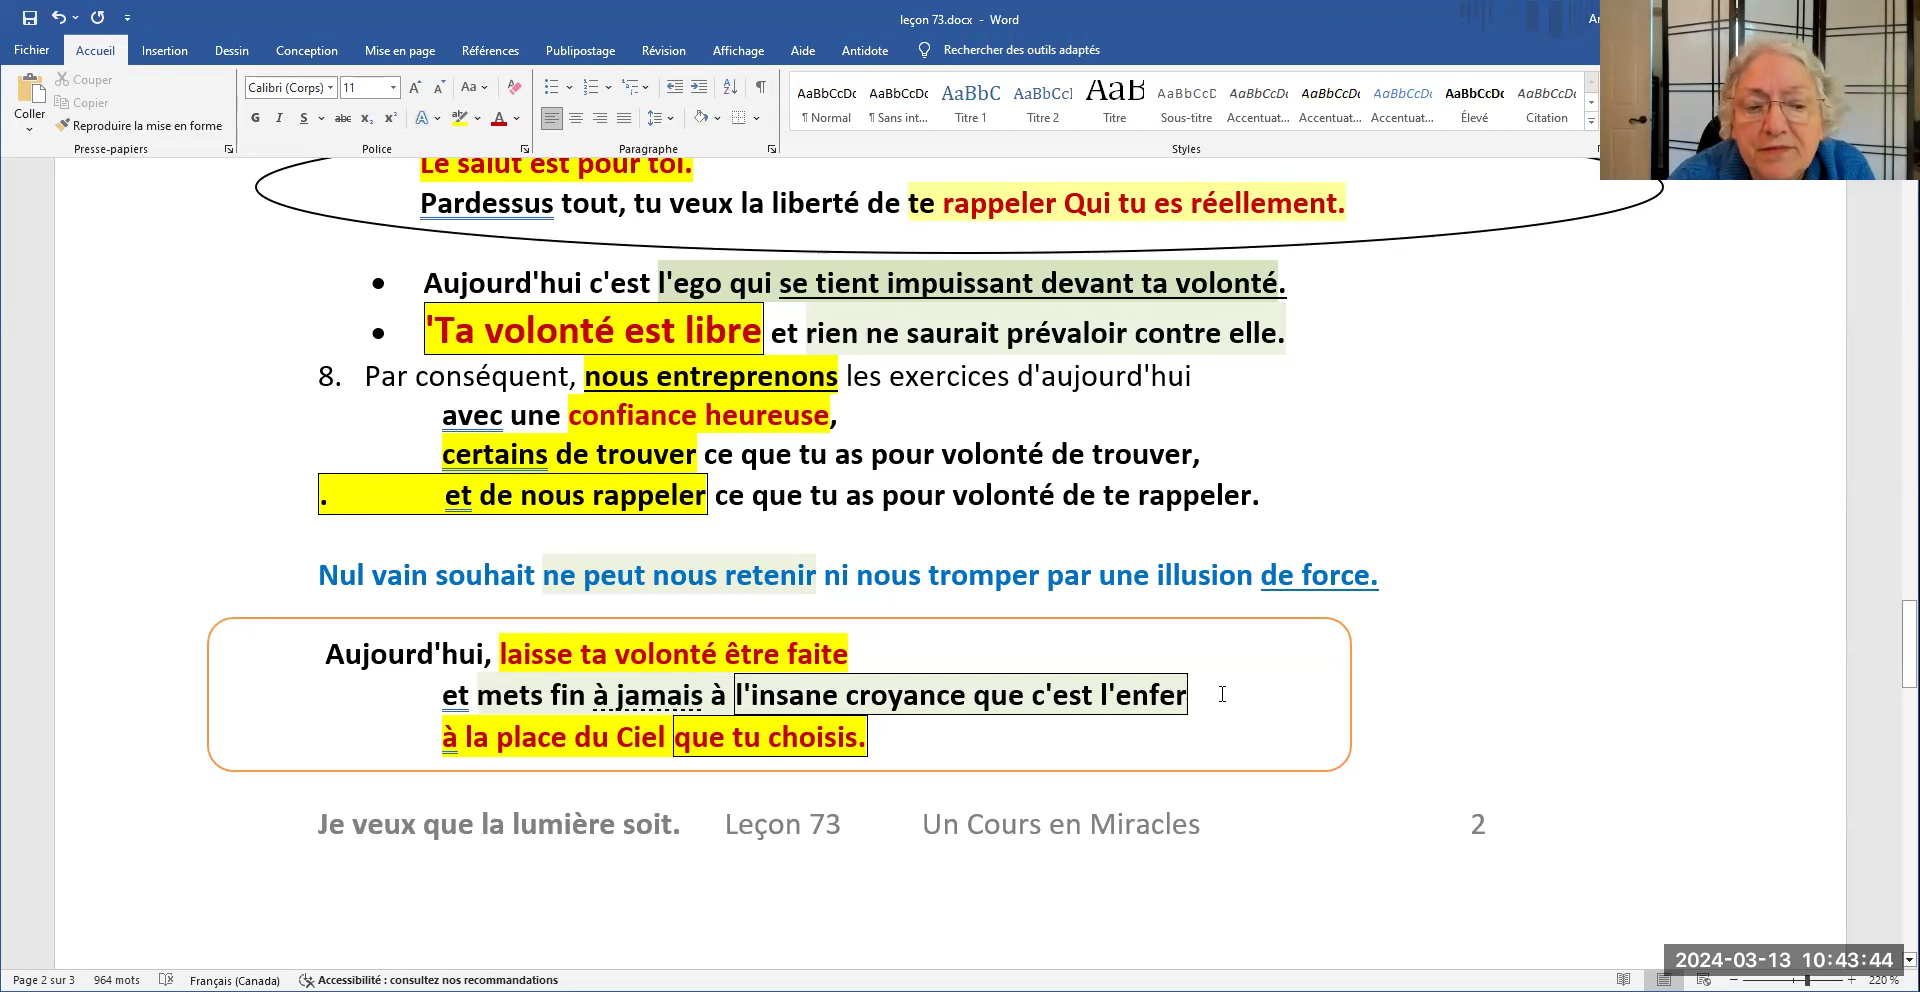 leçon 73.docx - Word
Fichier Accueil Insertion Dessin Conception Mise en page Références Publipostage Révision Affichage Aide Antidote Rechercher des outils adaptés
Coller
Couper
Copier
Reproduire la mise en forme
Presse-papiers
Calibri (Corps) 11
Police
Paragraphe
AaBbCcDc AaBbCcDc AaBbC AaBbCcI AaB AaBbCcD AaBbCcDc AaBbCcDc AaBbCcDc AaBbCcDc AaBbCcDc
¶ Normal ¶ Sans int... Titre 1 Titre 2 Titre Sous-titre Accentuat... Accentuat... Accentuat... Élevé Citation
Styles
Le salut est pour toi.
Pardessus tout, tu veux la liberté de te rappeler Qui tu es réellement.
• Aujourd'hui c'est l'ego qui se tient impuissant devant ta volonté.
• 'Ta volonté est libre et rien ne saurait prévaloir contre elle.
8. Par conséquent, nous entreprenons les exercices d'aujourd'hui
avec une confiance heureuse,
certains de trouver ce que tu as pour volonté de trouver,
. et de nous rappeler ce que tu as pour volonté de te rappeler.
Nul vain souhait ne peut nous retenir ni nous tromper par une illusion de force.
Aujourd'hui, laisse ta volonté être faite
et mets fin à jamais à l'insane croyance que c'est l'enfer
à la place du Ciel que tu choisis.
Je veux que la lumière soit. Leçon 73 Un Cours en Miracles 2
2024-03-13 10:43:44
Page 2 sur 3 964 mots Français (Canada) Accessibilité : consultez nos recommandations 220 %